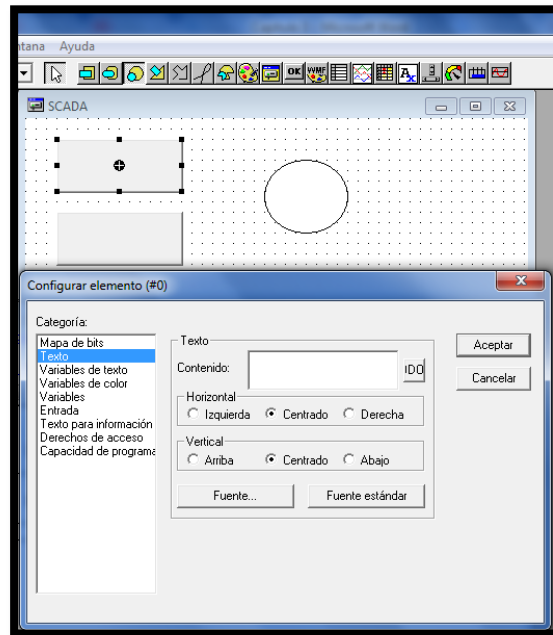 ntana Ayuda
OK
WMF
SCADA
Configurar elemento (#0)
Categoría:
Mapa de bits
Texto
Variables de texto
Variables de color
Variables
Entrada
Texto para información
Derechos de acceso
Capacidad de programa
Texto
Contenido:
Horizontal
Izquierda Centrado Derecha
Vertical
Arriba Centrado Abajo
Fuente... Fuente estándar
Aceptar
Cancelar